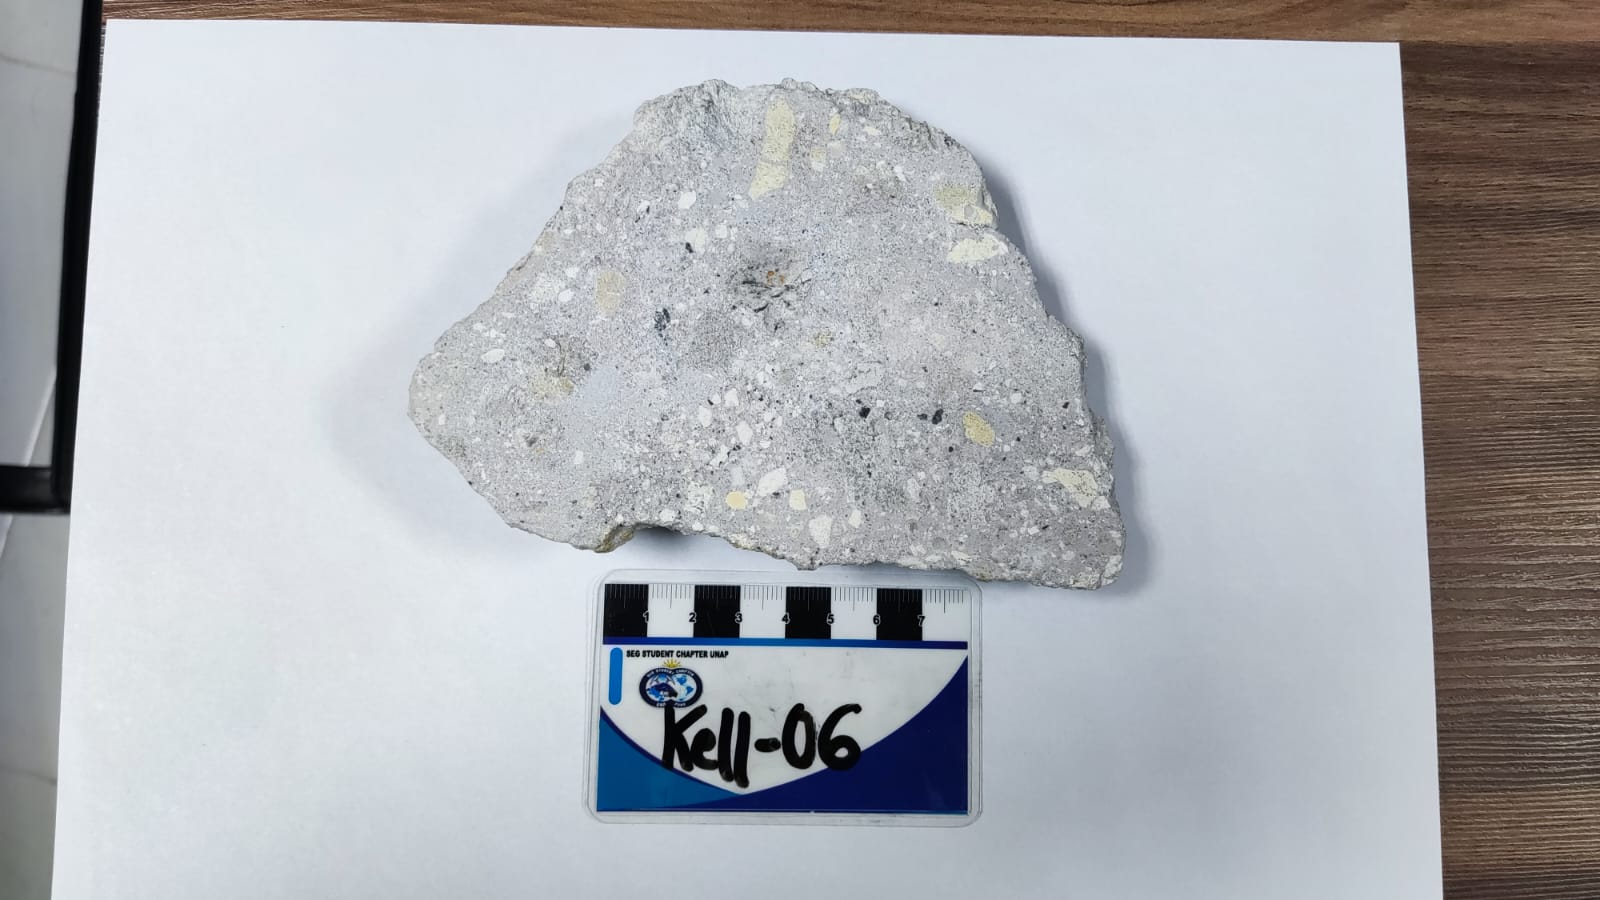 1 2 3 4 5 6 7
SEG STUDENT CHAPTER UNAP
Kell-06